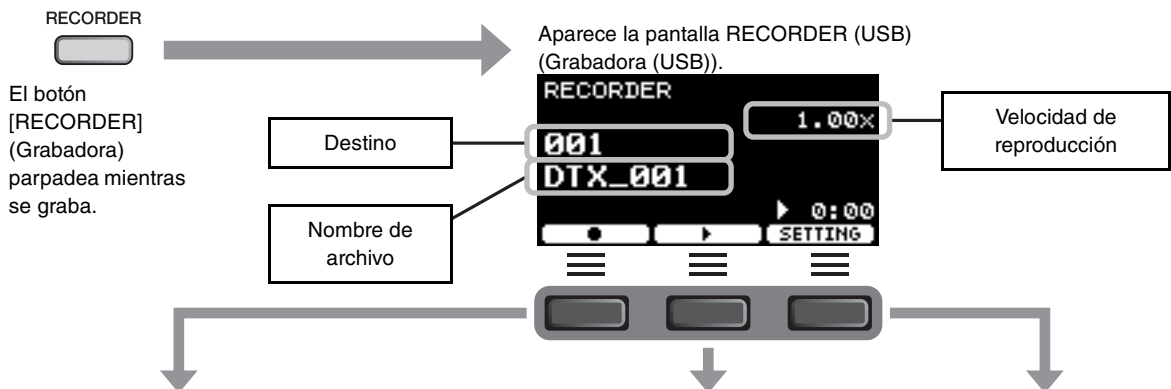 RECORDER
El botón
[RECORDER]
(Grabadora)
parpadea mientras
se graba.
Aparece la pantalla RECORDER (USB)
(Grabadora (USB)).
RECORDER
1.00×
001
DTX_001
0:00
SETTING
Destino
Nombre de
archivo
Velocidad de
reproducción